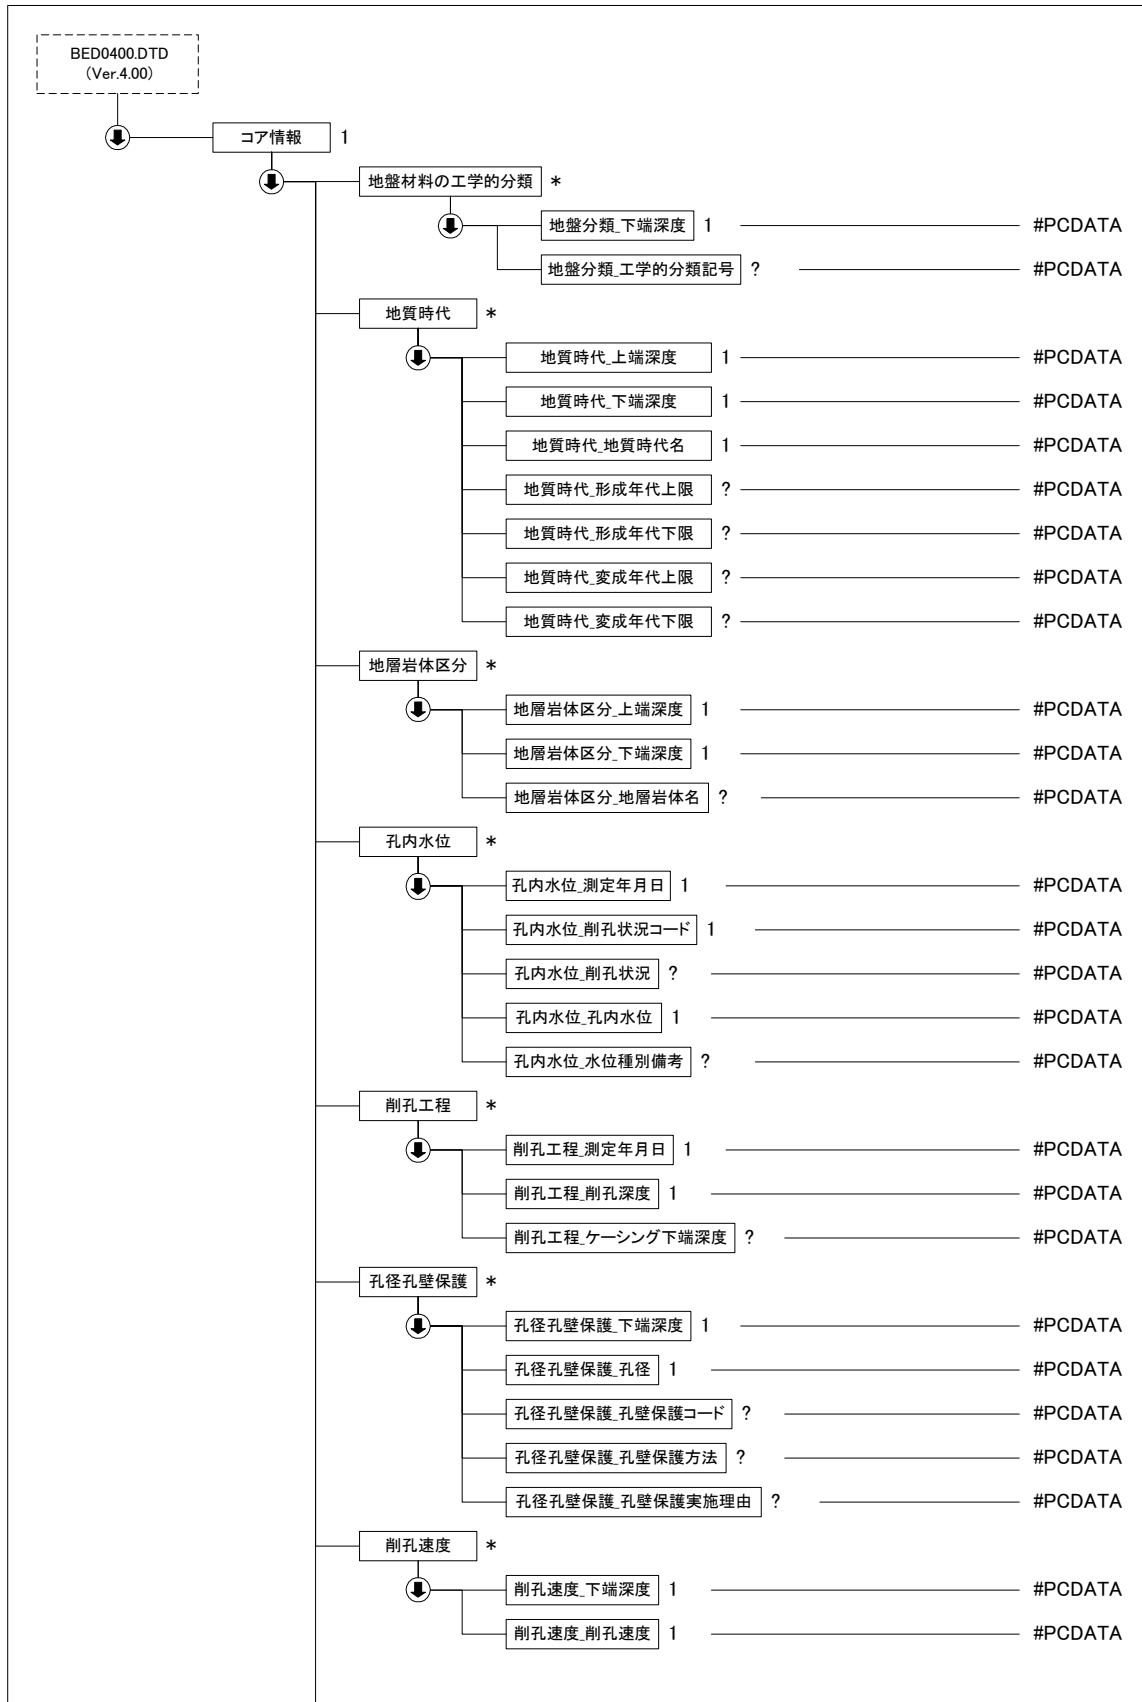 BED0400.DTD
(Ver.4.00)
コア情報 1
地盤材料の工学的分類 *
地盤分類_下端深度 1 #PCDATA
地盤分類_工学的分類記号 ? #PCDATA
地質時代 *
地質時代_上端深度 1 #PCDATA
地質時代_下端深度 1 #PCDATA
地質時代_地質時代名 1 #PCDATA
地質時代_形成年代上限 ? #PCDATA
地質時代_形成年代下限 ? #PCDATA
地質時代_変成年代上限 ? #PCDATA
地質時代_変成年代下限 ? #PCDATA
地層岩体区分 *
地層岩体区分_上端深度 1 #PCDATA
地層岩体区分_下端深度 1 #PCDATA
地層岩体区分_地層岩体名 ? #PCDATA
孔内水位 *
孔内水位_測定年月日 1 #PCDATA
孔内水位_削孔状況コード 1 #PCDATA
孔内水位_削孔状況 ? #PCDATA
孔内水位_孔内水位 1 #PCDATA
孔内水位_水位種別備考 ? #PCDATA
削孔工程 *
削孔工程_測定年月日 1 #PCDATA
削孔工程_削孔深度 1 #PCDATA
削孔工程_ケーシング下端深度 ? #PCDATA
孔径孔壁保護 *
孔径孔壁保護_下端深度 1 #PCDATA
孔径孔壁保護_孔径 1 #PCDATA
孔径孔壁保護_孔壁保護コード ? #PCDATA
孔径孔壁保護_孔壁保護方法 ? #PCDATA
孔径孔壁保護_孔壁保護実施理由 ? #PCDATA
削孔速度 *
削孔速度_下端深度 1 #PCDATA
削孔速度_削孔速度 1 #PCDATA